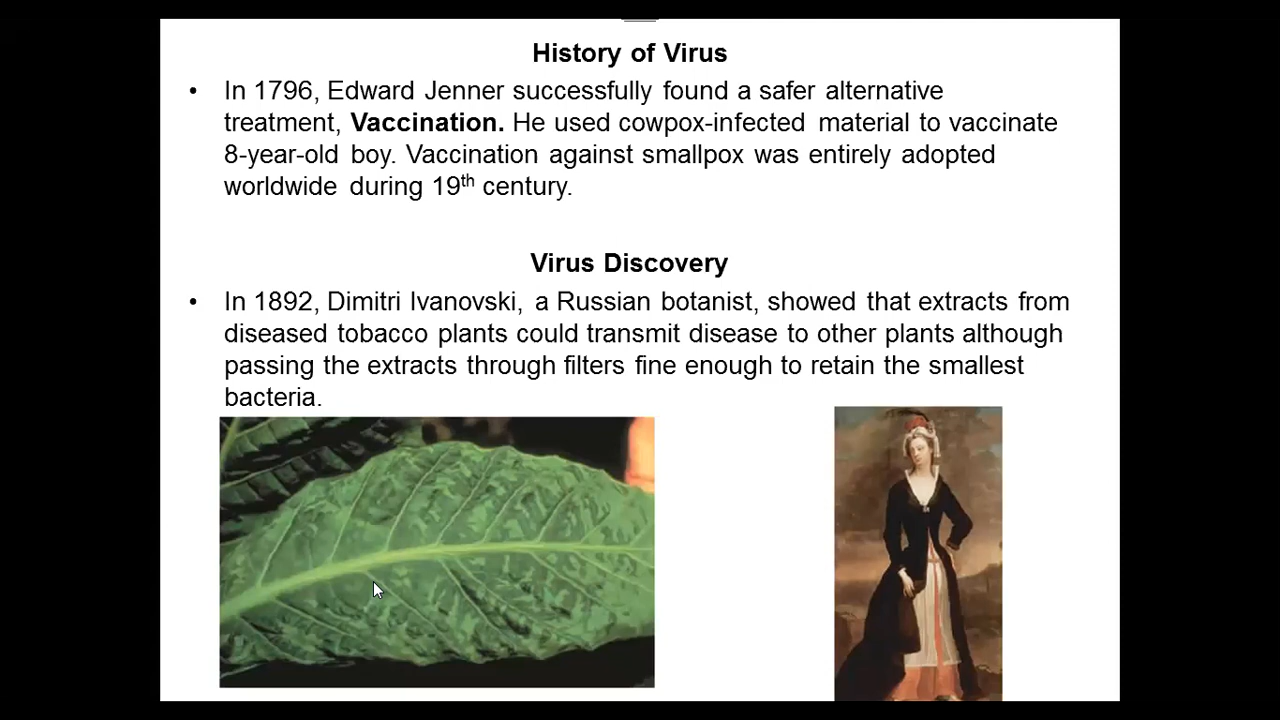 History of Virus
• In 1796, Edward Jenner successfully found a safer alternative
treatment, Vaccination. He used cowpox-infected material to vaccinate
8-year-old boy. Vaccination against smallpox was entirely adopted
worldwide during 19th century.
Virus Discovery
• In 1892, Dimitri Ivanovski, a Russian botanist, showed that extracts from
diseased tobacco plants could transmit disease to other plants although
passing the extracts through filters fine enough to retain the smallest
bacteria.